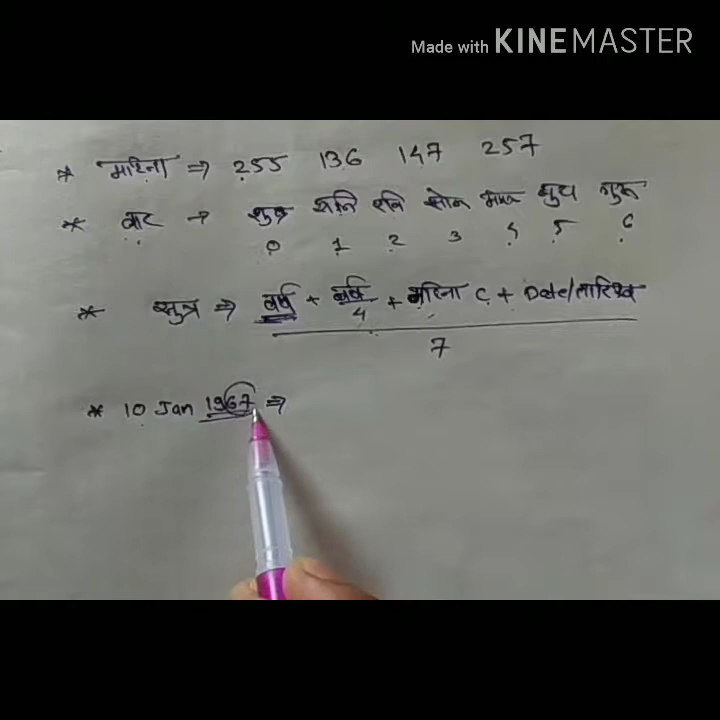 Made with KINEMASTER
* महिना ⇒ 255 136 147 257
* वार → शुक्र शनि रवि सोम मंगळ बुध गुरू
0 1 2 3 4 5 6
* सुत्र ⇒ वर्ष + वर्ष/4 + महिना C + Date/तारिख
7
* 10 Jan 1967 ⇒